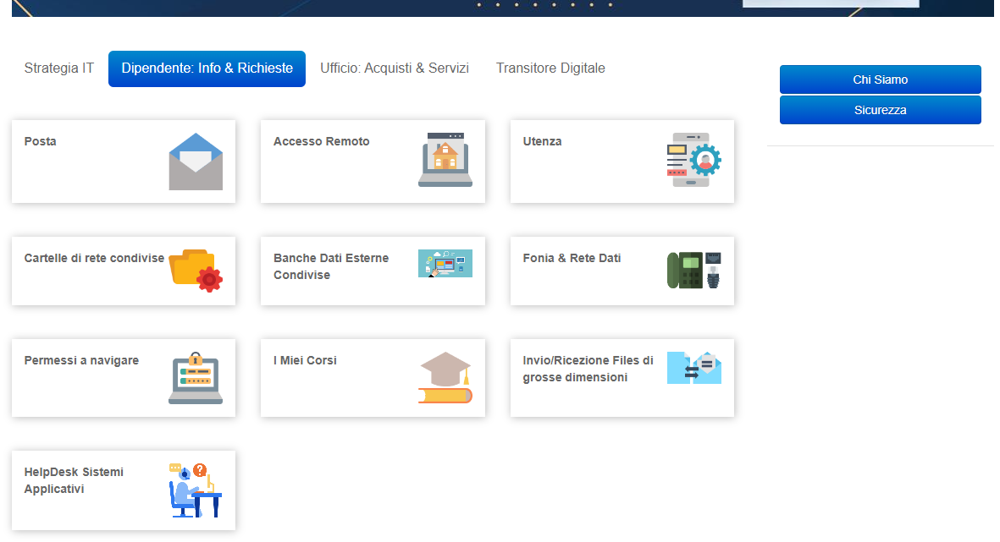 Strategia IT
Dipendente: Info & Richieste
Ufficio: Acquisti & Servizi
Transitore Digitale
Chi Siamo
Sicurezza
Posta
Accesso Remoto
Utenza
Cartelle di rete condivise
Banche Dati Esterne
Condivise
Fonia & Rete Dati
Permessi a navigare
I Miei Corsi
Invio/Ricezione Files di
grosse dimensioni
HelpDesk Sistemi
Applicativi